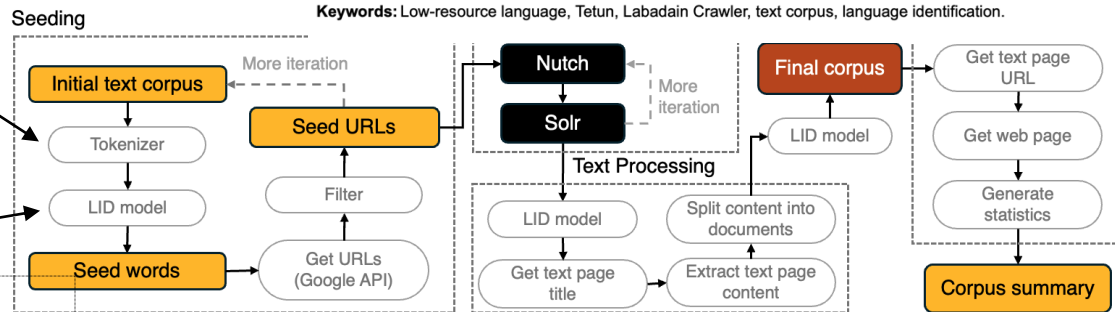 Seeding
Keywords: Low-resource language, Tetun, Labadain Crawler, text corpus, language identification.
Initial text corpus
More iteration
Tokenizer
LID model
Seed words
Get URLs
(Google API)
Filter
Seed URLs
Nutch
Solr
More
iteration
Text Processing
LID model
Get text page
title
Extract text page
content
Split content into
documents
LID model
Final corpus
Get text page
URL
Get web page
Generate
statistics
Corpus summary